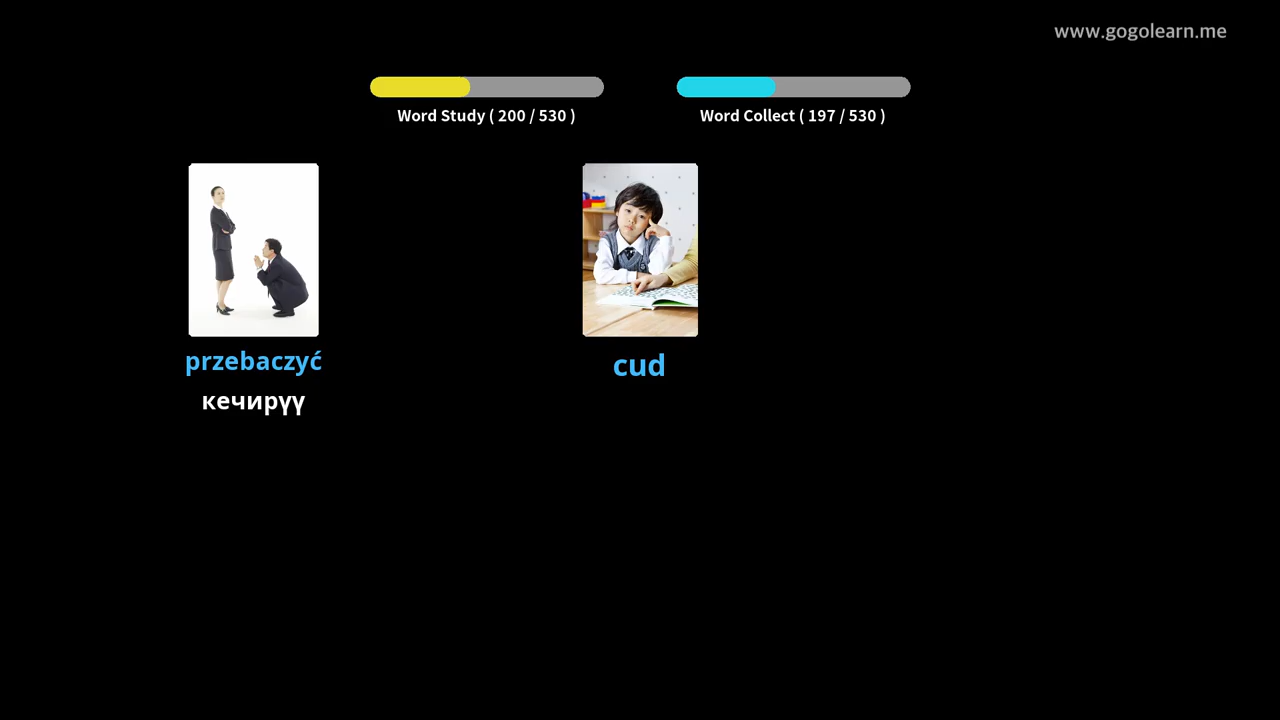 www.gogolearn.me
Word Study ( 200 / 530 )
Word Collect ( 197 / 530 )
przebaczyć
кечирүү
cud